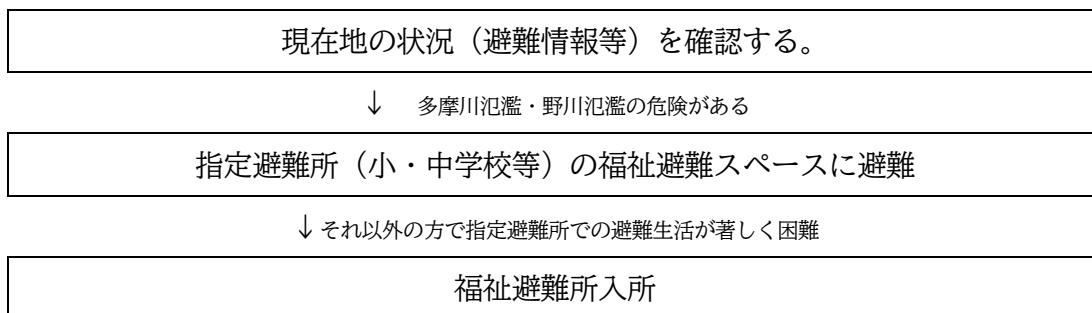 現在地の状況（避難情報等）を確認する。
↓　多摩川氾濫・野川氾濫の危険がある
指定避難所（小・中学校等）の福祉避難スペースに避難
↓それ以外の方で指定避難所での避難生活が著しく困難
福祉避難所入所